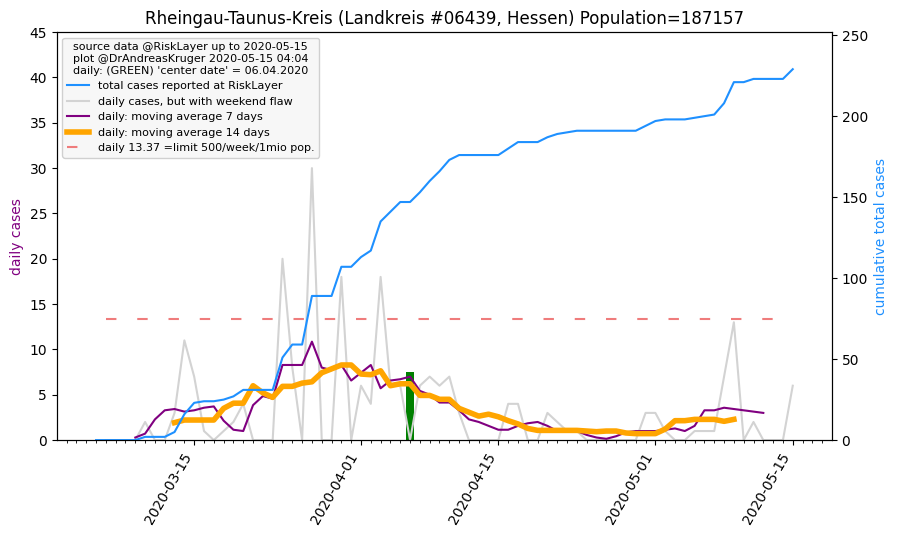 Rheingau-Taunus-Kreis (Landkreis #06439, Hessen) Population=187157
source data @RiskLayer up to 2020-05-15
plot @DrAndreasKruger 2020-05-15 04:04
daily: (GREEN) 'center date' = 06.04.2020
total cases reported at RiskLayer
daily cases, but with weekend flaw
daily: moving average 7 days
daily: moving average 14 days
daily 13.37 =limit 500/week/1mio pop.
daily cases
45
40
35
30
25
20
15
10
5
0
250
200
150
100
50
0
cumulative total cases
2020-03-15
2020-04-01
2020-04-15
2020-05-01
2020-05-15